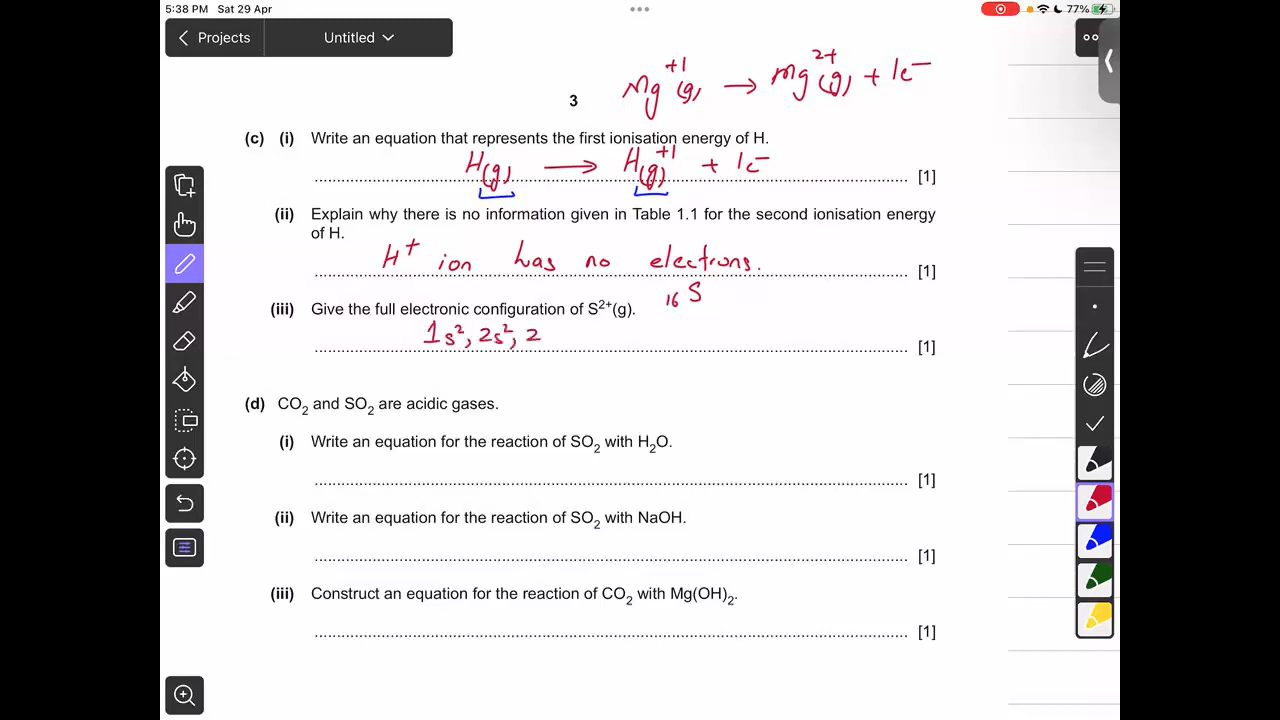 5:38 PM Sat 29 Apr
77%
Projects
Untitled
Mg⁺¹(g) → Mg²⁺(g) + 1e⁻
3
(c) (i) Write an equation that represents the first ionisation energy of H.
H(g) → H(g)⁺¹ + 1e⁻
[1]
(ii) Explain why there is no information given in Table 1.1 for the second ionisation energy
of H.
H⁺ ion has no electrons.
[1]
₁₆S
(iii) Give the full electronic configuration of S²⁺(g).
1s², 2s², 2
[1]
(d) CO₂ and SO₂ are acidic gases.
(i) Write an equation for the reaction of SO₂ with H₂O.
[1]
(ii) Write an equation for the reaction of SO₂ with NaOH.
[1]
(iii) Construct an equation for the reaction of CO₂ with Mg(OH)₂.
[1]